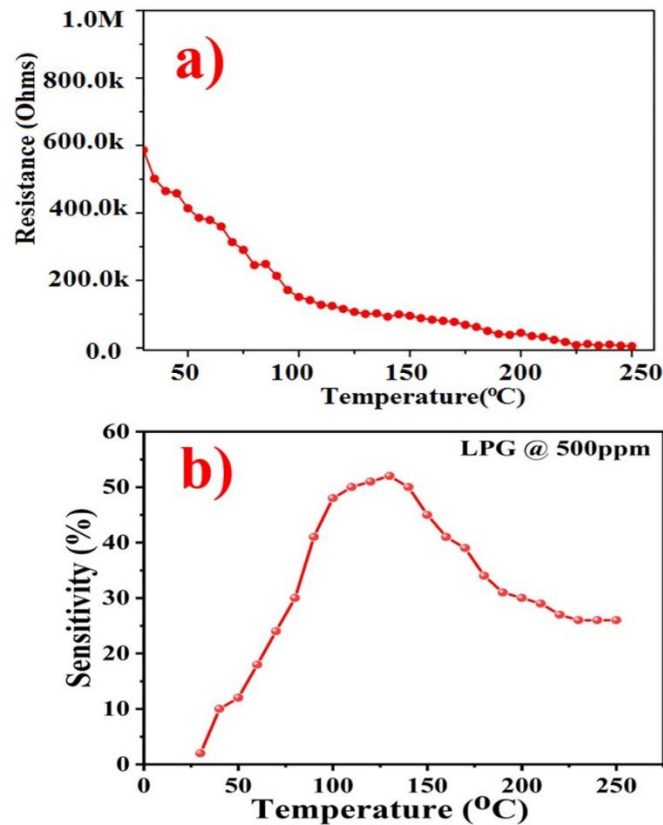 a)
1.0M
800.0k
600.0k
400.0k
200.0k
0.0
Resistance (Ohms)
50 100 150 200 250
Temperature(ºC)
b)
LPG @ 500ppm
60
50
40
30
20
10
0
Sensitivity (%)
0 50 100 150 200 250
Temperature (ºC)